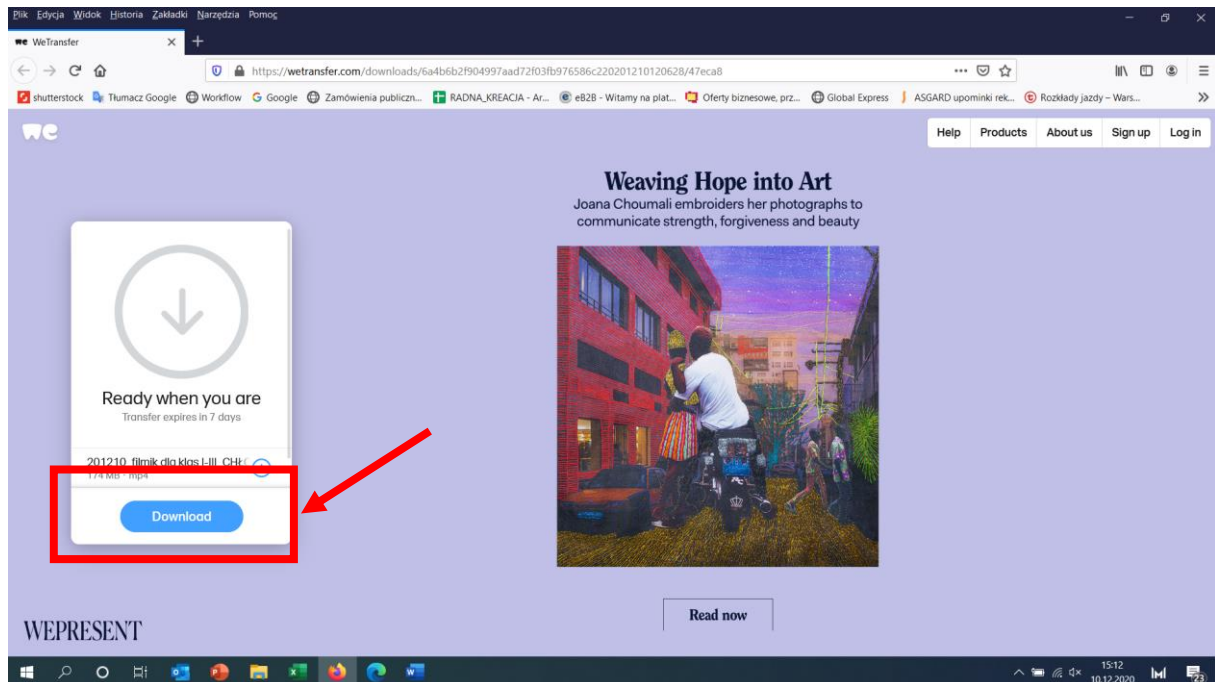 Plik Edycja Widok Historia Zakładki Narzędzia Pomoc
we WeTransfer
https://wetransfer.com/downloads/6a4b6b2f904997aad72f03fb976586c220201210120628/47eca8
shutterstock Tłumacz Google Workflow Google Zamówienia publiczn... RADNA_KREACJA - Ar... eB2B - Witamy na plat... Oferty biznesowe, prz... Global Express ASGARD upominki rek... Rozkłady jazdy – Wars...
we
Help Products About us Sign up Log in
Weaving Hope into Art
Joana Choumali embroiders her photographs to
communicate strength, forgiveness and beauty
Ready when you are
Transfer expires in 7 days
201210_filmik dla klas I-III_CHŁ
174 MB - mp4
Download
Read now
WEPRESENT
15:12
10.12.2020
23